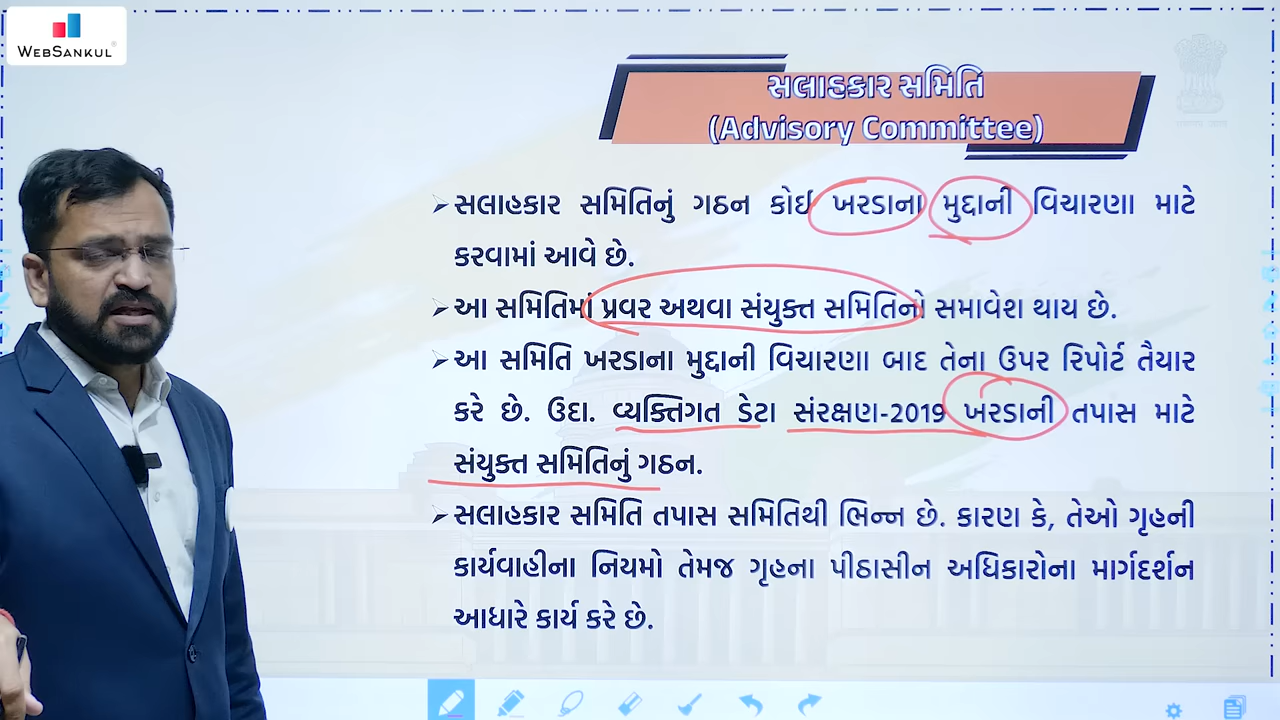 WEBSANKUL
સલાહકાર સમિતિ
(Advisory Committee)
➢ સલાહકાર સમિતિનું ગઠન કોઈ ખરડાના મુદ્દાની વિચારણા માટે
કરવામાં આવે છે.
➢ આ સમિતિમાં પ્રવર અથવા સંયુક્ત સમિતિનો સમાવેશ થાય છે.
➢ આ સમિતિ ખરડાના મુદ્દાની વિચારણા બાદ તેના ઉપર રિપોર્ટ તૈયાર
કરે છે. ઉદા. વ્યક્તિગત ડેટા સંરક્ષણ-2019 ખરડાની તપાસ માટે
સંયુક્ત સમિતિનું ગઠન.
➢ સલાહકાર સમિતિ તપાસ સમિતિથી ભિન્ન છે. કારણ કે, તેઓ ગૃહની
કાર્યવાહીના નિયમો તેમજ ગૃહના પીઠાસીન અધિકારોના માર્ગદર્શન
આધારે કાર્ય કરે છે.